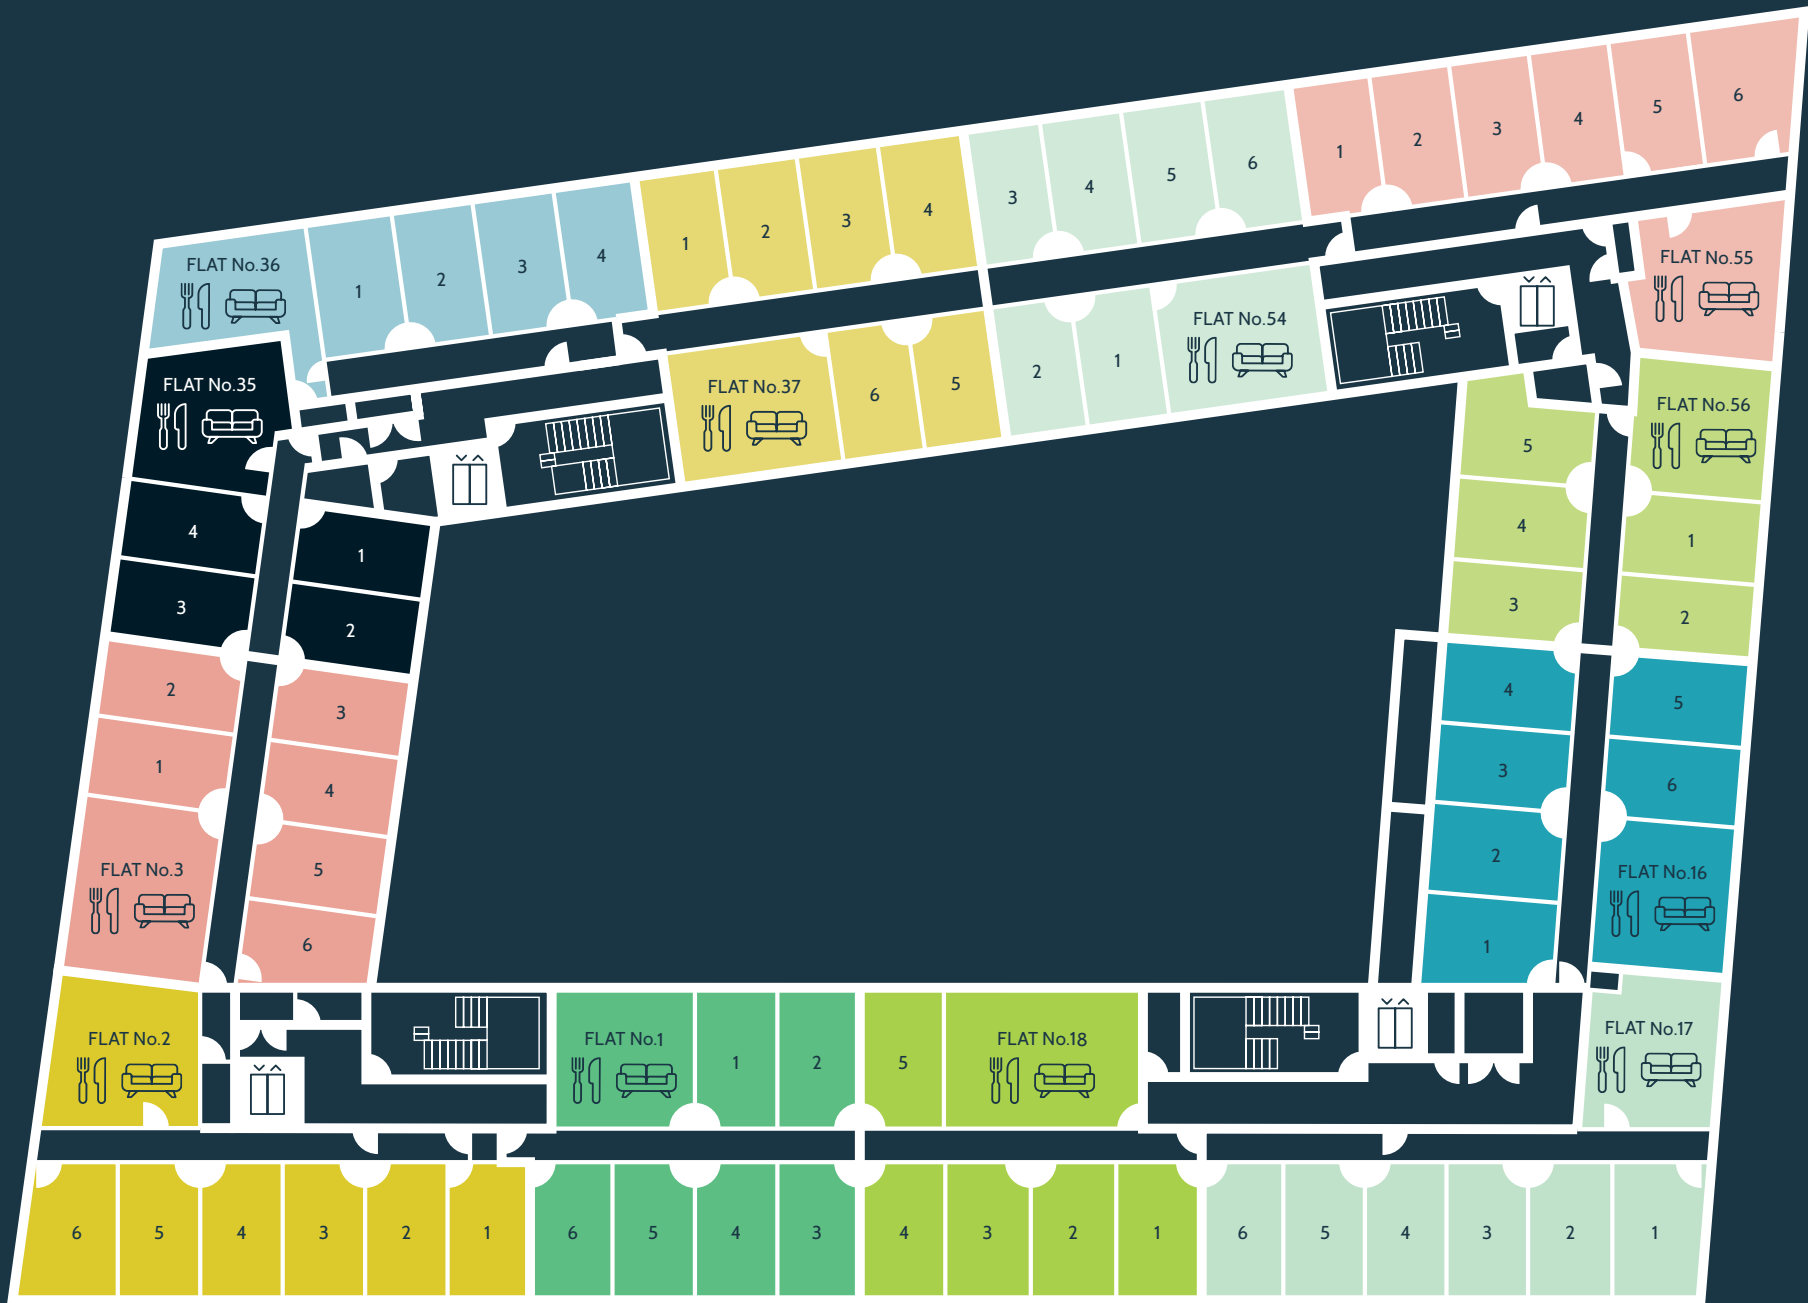 1 2 3 4 5 6
FLAT No.55
3 4 5 6
2 1
FLAT No.54
1 2 3 4
FLAT No.37
6 5
FLAT No.36
1 2 3 4
FLAT No.35
4
3
1
2
FLAT No.56
5
4
3
1
2
2
1
3
4
5
6
FLAT No.3
4
3
2
1
5
6
FLAT No.16
FLAT No.2
FLAT No.1
1 2
5
FLAT No.18
FLAT No.17
6 5 4 3 2 1
6 5 4 3
4 3 2 1
6 5 4 3 2 1